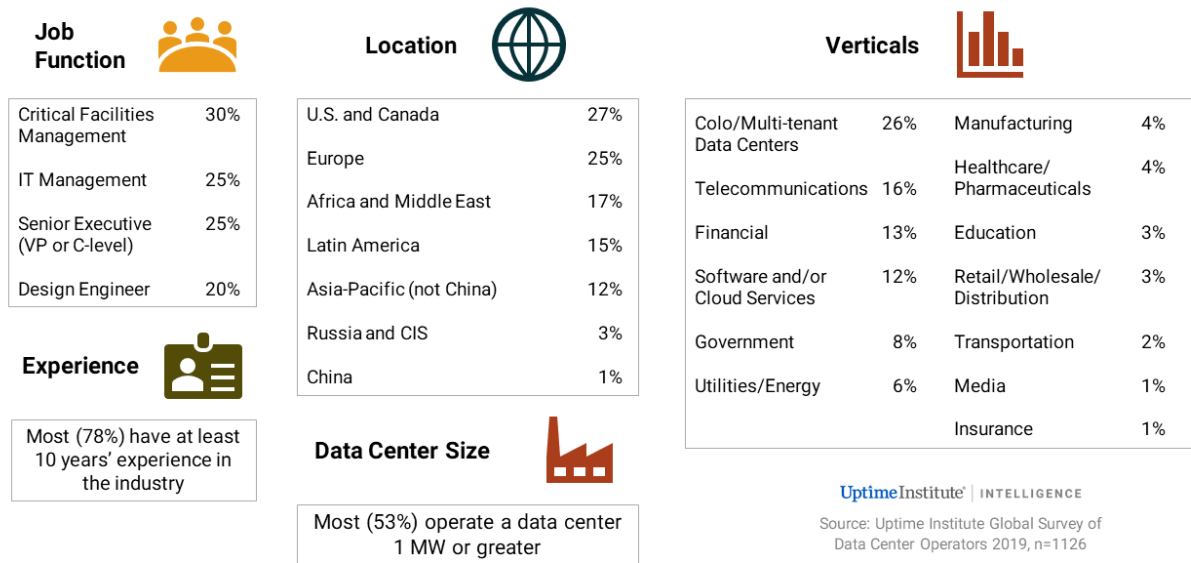 Job
Function
Critical Facilities 30%
Management
IT Management 25%
Senior Executive 25%
(VP or C-level)
Design Engineer 20%
Experience
Most (78%) have at least
10 years’ experience in
the industry
Location
U.S. and Canada 27%
Europe 25%
Africa and Middle East 17%
Latin America 15%
Asia-Pacific (not China) 12%
Russia and CIS 3%
China 1%
Data Center Size
Most (53%) operate a data center
1 MW or greater
Verticals
Colo/Multi-tenant 26%
Data Centers
Telecommunications 16%
Financial 13%
Software and/or 12%
Cloud Services
Government 8%
Utilities/Energy 6%
Manufacturing 4%
Healthcare/ 4%
Pharmaceuticals
Education 3%
Retail/Wholesale/ 3%
Distribution
Transportation 2%
Media 1%
Insurance 1%
UptimeInstitute® | INTELLIGENCE
Source: Uptime Institute Global Survey of
Data Center Operators 2019, n=1126